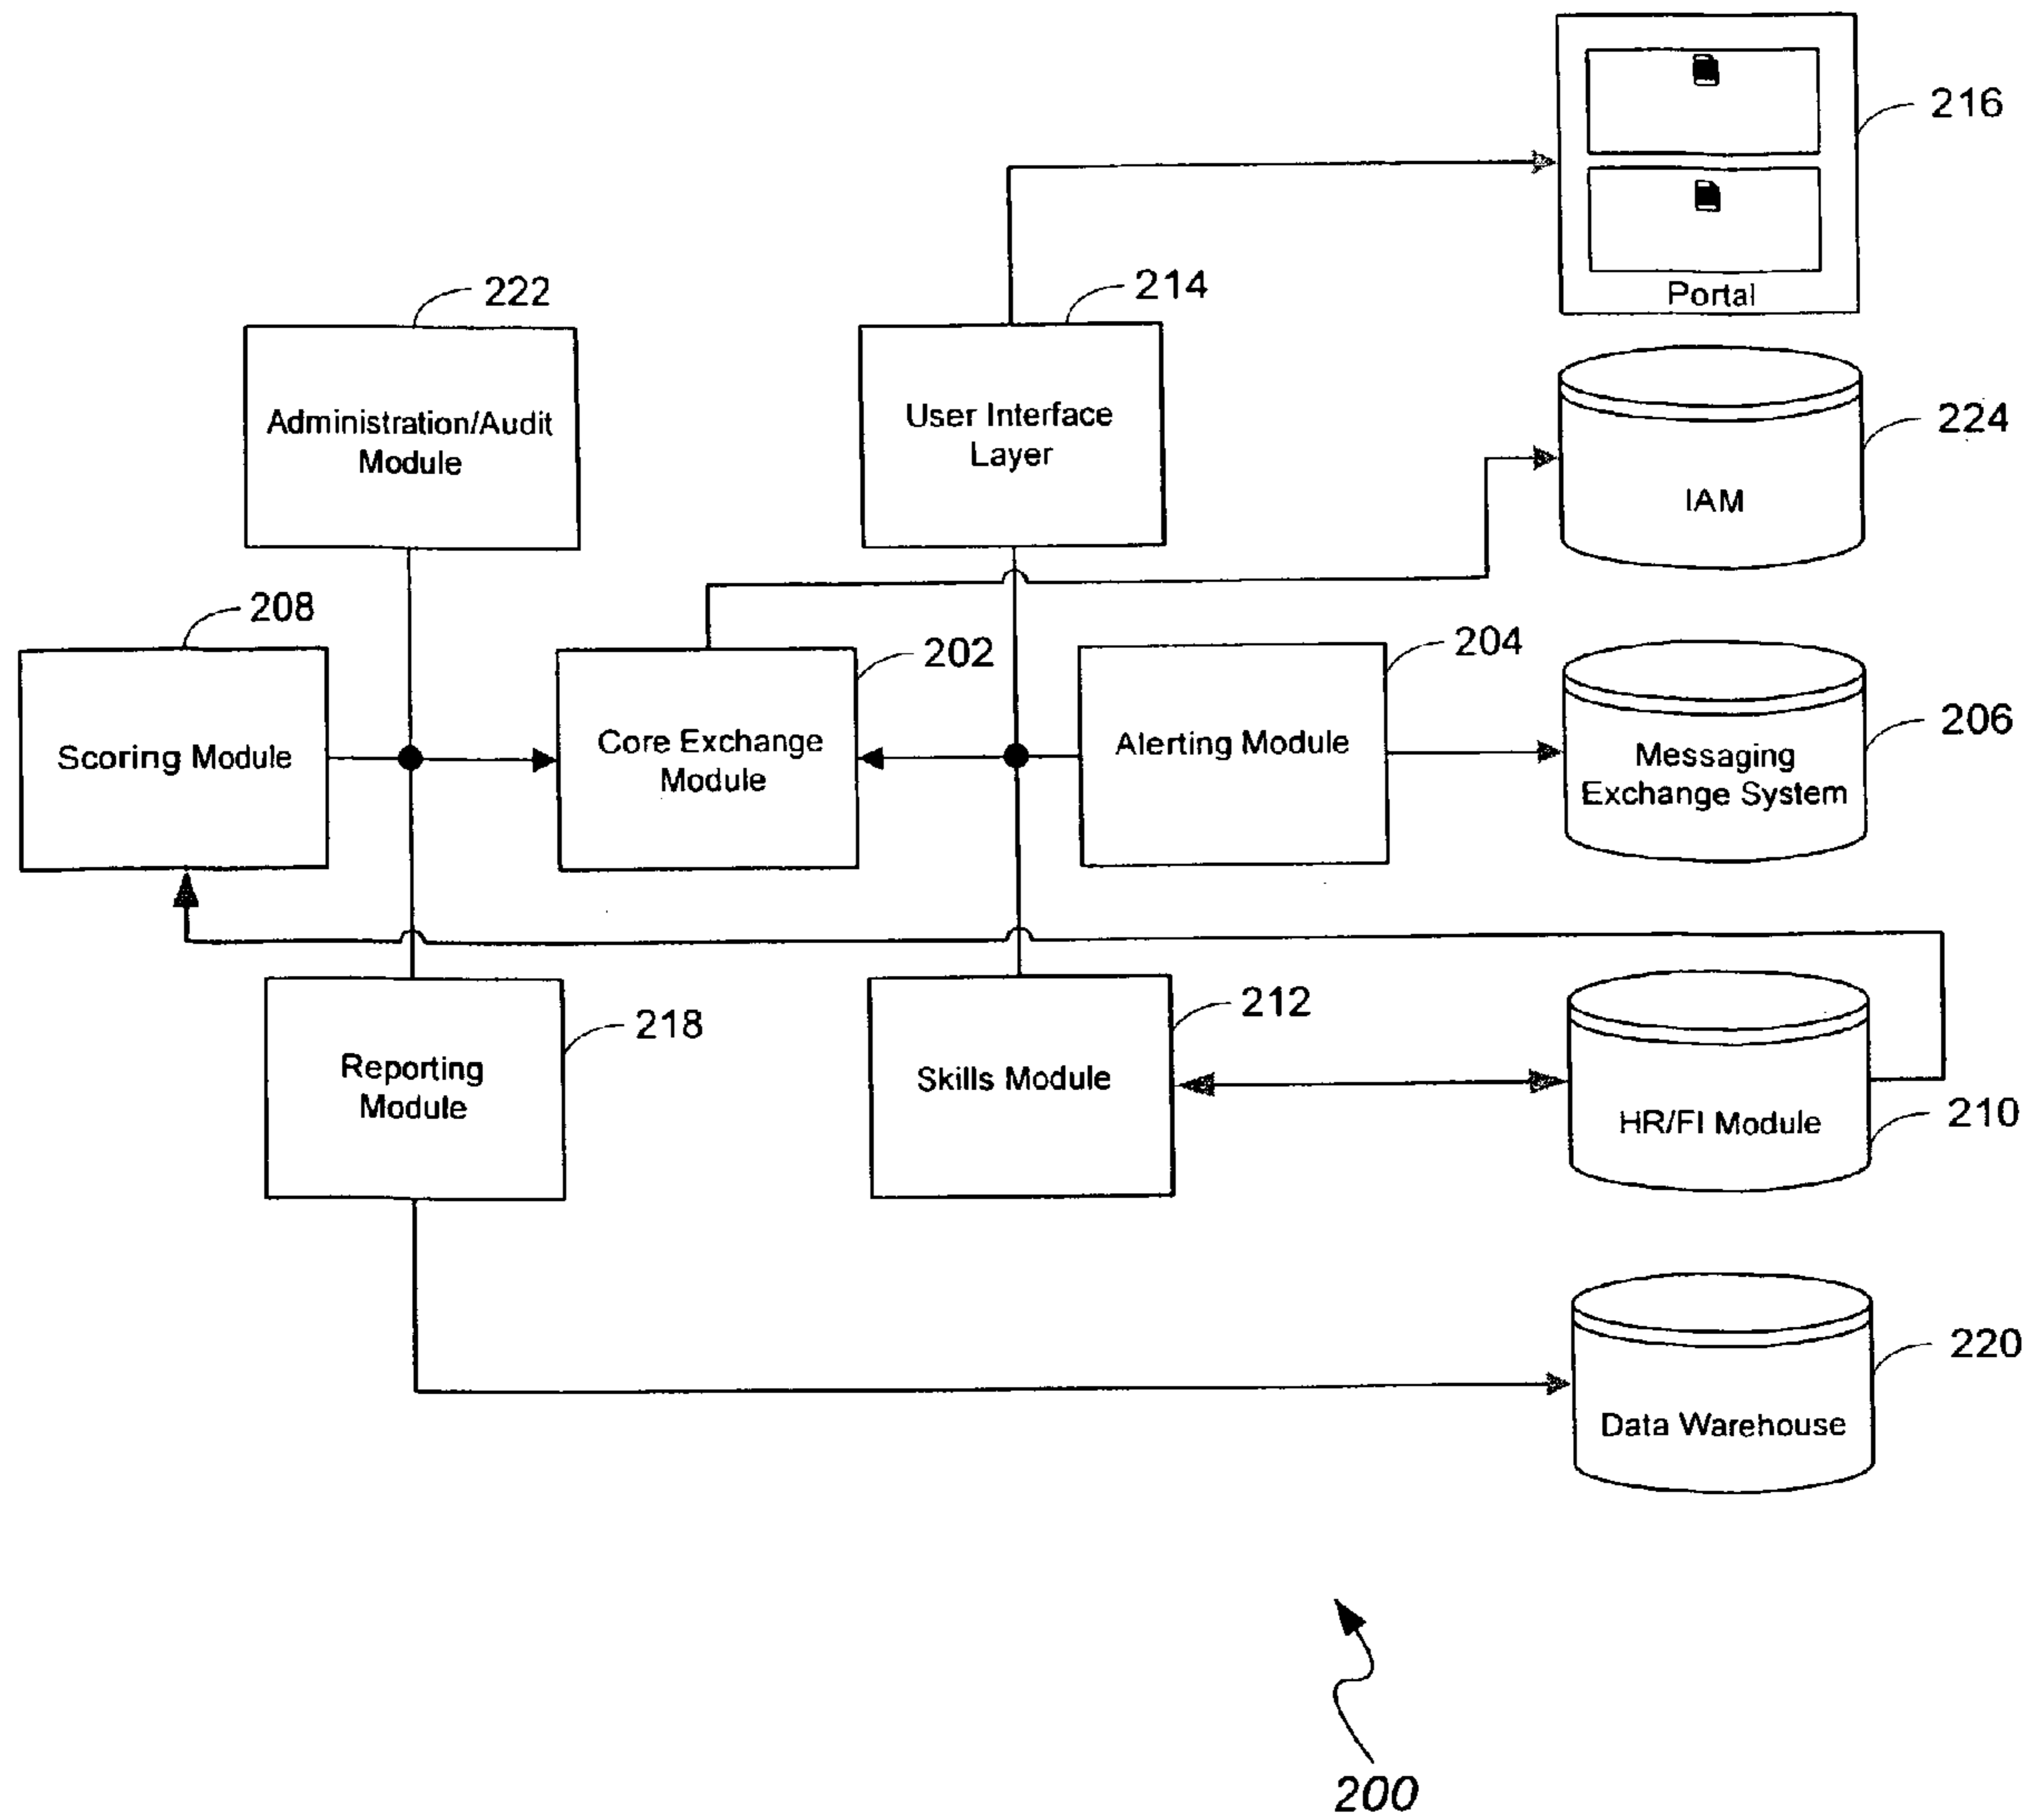 216
Portal
222
214
Administration/Audit
Module
User Interface
Layer
224
IAM
208
202
204
Scoring Module
Core Exchange
Module
Alerting Module
206
Messaging
Exchange System
218
Reporting
Module
212
Skills Module
HR/FI Module
210
220
Data Warehouse
200